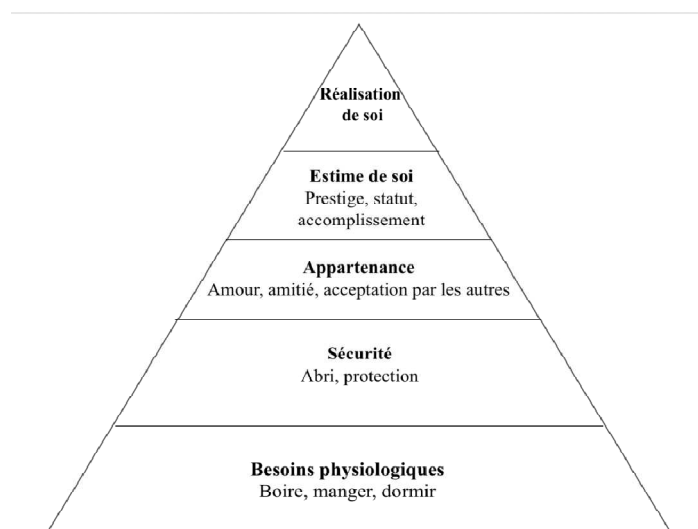 Réalisation
de soi
Estime de soi
Prestige, statut,
accomplissement
Appartenance
Amour, amitié, acceptation par les autres
Sécurité
Abri, protection
Besoins physiologiques
Boire, manger, dormir